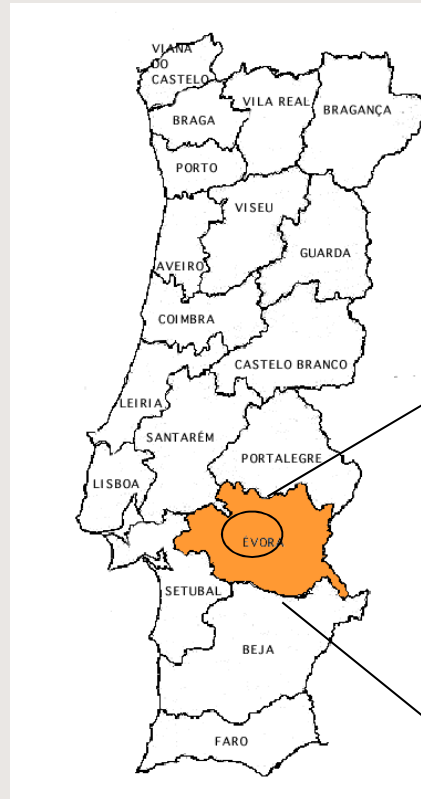 VIANA
DO
CASTELO
VILA REAL
BRAGANÇA
BRAGA
PORTO
VISEU
GUARDA
AVEIRO
COIMBRA
CASTELO BRANCO
LEIRIA
SANTARÉM
PORTALEGRE
LISBOA
ÉVORA
SETUBAL
BEJA
FARO